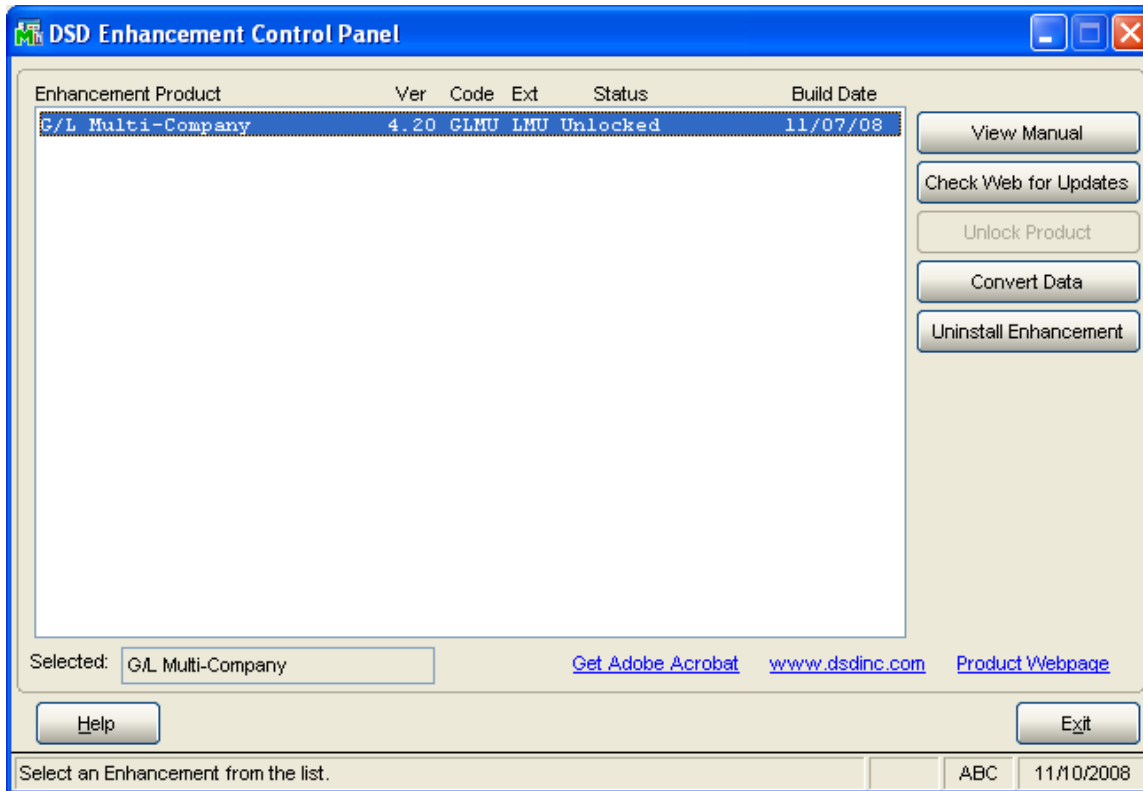 DSD Enhancement Control Panel
Enhancement Product Ver Code Ext Status Build Date
G/L Multi-Company 4.20 GLMU LMU Unlocked 11/07/08
View Manual
Check Web for Updates
Unlock Product
Convert Data
Uninstall Enhancement
Selected: G/L Multi-Company Get Adobe Acrobat www.dsdinc.com Product Webpage
Help Exit
Select an Enhancement from the list. ABC 11/10/2008